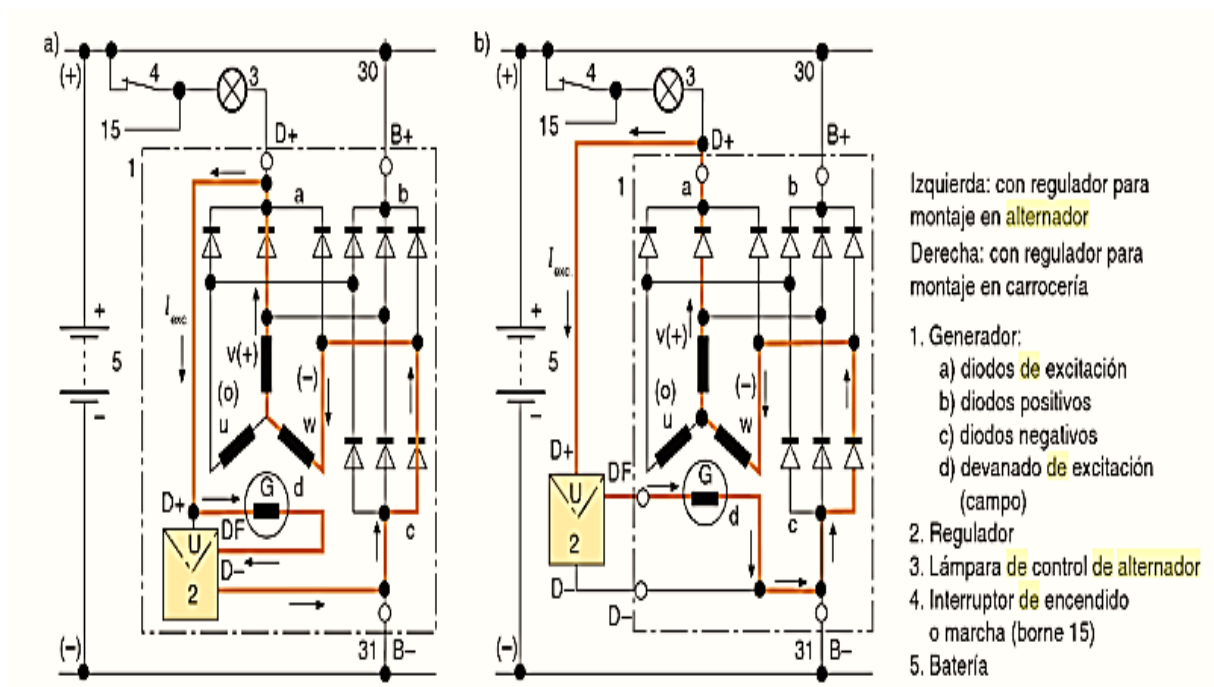 a)
(+)
4
3
30
15
D+
B+
1
a
b
I exc
+
5
–
v(+)
(–)
(o)
u
w
G
d
D+
DF
U
2
D–
c
(–)
31 B–
b)
(+)
4
3
30
15
D+
B+
1
a
b
I exc.
+
5
–
v(+)
(–)
(o)
u
w
D+
DF
G
d
U
2
c
D–
D–
(–)
31 B–
Izquierda: con regulador para
montaje en alternador
Derecha: con regulador para
montaje en carrocería
1. Generador:
a) diodos de excitación
b) diodos positivos
c) diodos negativos
d) devanado de excitación
(campo)
2. Regulador
3. Lámpara de control de alternador
4. Interruptor de encendido
o marcha (borne 15)
5. Batería